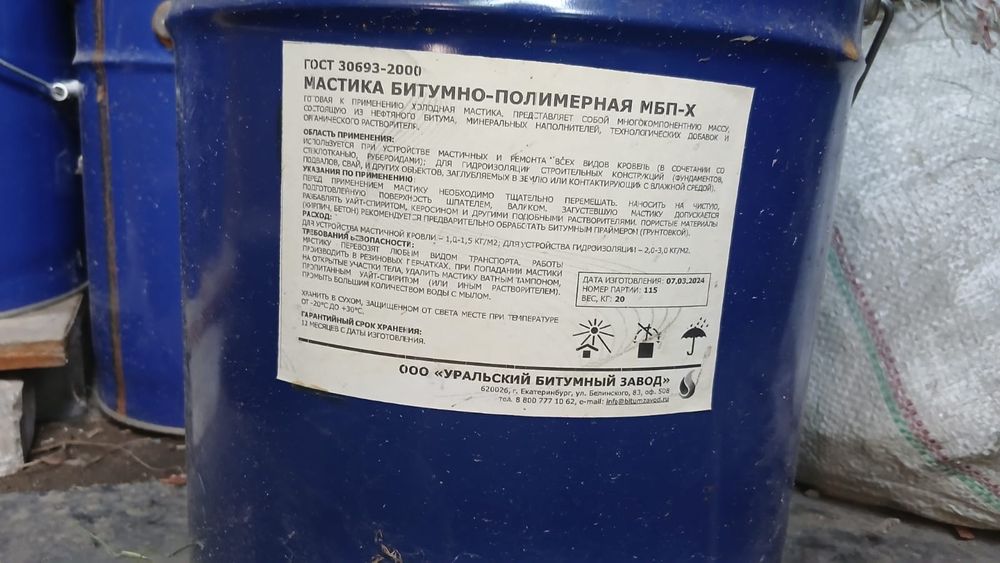 ГОСТ 30693-2000
МАСТИКА БИТУМНО-ПОЛИМЕРНАЯ МБП-Х
ГОТОВАЯ К ПРИМЕНЕНИЮ ХОЛОДНАЯ МАСТИКА, ПРЕДСТАВЛЯЕТ СОБОЙ МНОГОКОМПОНЕНТНУЮ МАССУ,
СОСТОЯЩУЮ ИЗ НЕФТЯНОГО БИТУМА, МИНЕРАЛЬНЫХ НАПОЛНИТЕЛЕЙ, ТЕХНОЛОГИЧЕСКИХ ДОБАВОК И
ОРГАНИЧЕСКОГО РАСТВОРИТЕЛЯ.
ОБЛАСТЬ ПРИМЕНЕНИЯ:
ИСПОЛЬЗУЕТСЯ ПРИ УСТРОЙСТВЕ МАСТИЧНЫХ И РЕМОНТА ВСЕХ ВИДОВ КРОВЕЛЬ (В СОЧЕТАНИИ СО
СТЕКЛОТКАНЬЮ, РУБЕРОИДАМИ); ДЛЯ ГИДРОИЗОЛЯЦИИ СТРОИТЕЛЬНЫХ КОНСТРУКЦИЙ (ФУНДАМЕНТОВ,
ПОДВАЛОВ, СВАЙ, И ДРУГИХ ОБЪЕКТОВ, ЗАГЛУБЛЯЕМЫХ В ЗЕМЛЮ ИЛИ КОНТАКТИРУЮЩИХ С ВЛАЖНОЙ СРЕДОЙ).
УКАЗАНИЯ ПО ПРИМЕНЕНИЮ:
ПЕРЕД ПРИМЕНЕНИЕМ МАСТИКУ НЕОБХОДИМО ТЩАТЕЛЬНО ПЕРЕМЕШАТЬ. НАНОСИТЬ НА ЧИСТУЮ,
ПОДГОТОВЛЕННУЮ ПОВЕРХНОСТЬ ШПАТЕЛЕМ, ВАЛИКОМ. ЗАГУСТЕВШУЮ МАСТИКУ ДОПУСКАЕТСЯ
РАЗБАВЛЯТЬ УАЙТ-СПИРИТОМ, КЕРОСИНОМ И ДРУГИМИ ПОДОБНЫМИ РАСТВОРИТЕЛЯМИ. ПОРИСТЫЕ МАТЕРИАЛЫ
(КИРПИЧ, БЕТОН) РЕКОМЕНДУЕТСЯ ПРЕДВАРИТЕЛЬНО ОБРАБОТАТЬ БИТУМНЫМ ПРАЙМЕРОМ (ГРУНТОВКОЙ).
РАСХОД:
ДЛЯ УСТРОЙСТВА МАСТИЧНОЙ КРОВЛИ – 1,0-1,5 КГ/М2; ДЛЯ УСТРОЙСТВА ГИДРОИЗОЛЯЦИИ – 2,0-3,0 КГ/М2.
ТРЕБОВАНИЯ БЕЗОПАСНОСТИ:
МАСТИКУ ПЕРЕВОЗЯТ ЛЮБЫМ ВИДОМ ТРАНСПОРТА. РАБОТЫ
ПРОИЗВОДИТЬ В РЕЗИНОВЫХ ПЕРЧАТКАХ. ПРИ ПОПАДАНИИ МАСТИКИ
НА ОТКРЫТЫЕ УЧАСТКИ ТЕЛА, УДАЛИТЬ МАСТИКУ ВАТНЫМ ТАМПОНОМ,
ПРОПИТАННЫМ УАЙТ-СПИРИТОМ (ИЛИ ИНЫМ РАСТВОРИТЕЛЕМ),
ПРОМЫТЬ БОЛЬШИМ КОЛИЧЕСТВОМ ВОДЫ С МЫЛОМ.
ДАТА ИЗГОТОВЛЕНИЯ: 07.03.2024
НОМЕР ПАРТИИ: 115
ВЕС, КГ: 20
ХРАНИТЬ В СУХОМ, ЗАЩИЩЕННОМ ОТ СВЕТА МЕСТЕ ПРИ ТЕМПЕРАТУРЕ
ОТ -20°С ДО +30°С.
ГАРАНТИЙНЫЙ СРОК ХРАНЕНИЯ:
12 МЕСЯЦЕВ С ДАТЫ ИЗГОТОВЛЕНИЯ.
ООО «УРАЛЬСКИЙ БИТУМНЫЙ ЗАВОД»
620026, г. Екатеринбург, ул. Белинского, 83, оф. 508
тел. 8 800 777 10 62, e-mail: info@bitumzavod.ru